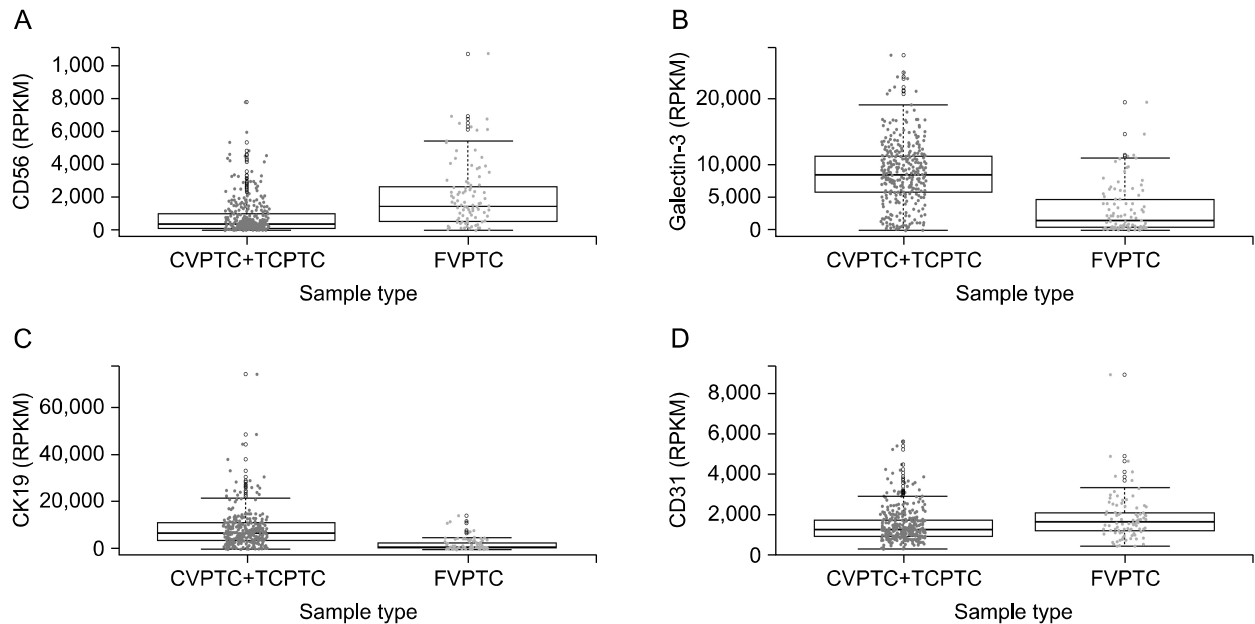 A
CD56 (RPKM)
1,000
8,000
6,000
4,000
2,000
0
CVPTC+TCPTC
FVPTC
Sample type
B
Galectin-3 (RPKM)
20,000
10,000
5,000
0
CVPTC+TCPTC
FVPTC
Sample type
C
CK19 (RPKM)
60,000
40,000
20,000
0
CVPTC+TCPTC
FVPTC
Sample type
D
CD31 (RPKM)
8,000
6,000
4,000
2,000
0
CVPTC+TCPTC
FVPTC
Sample type